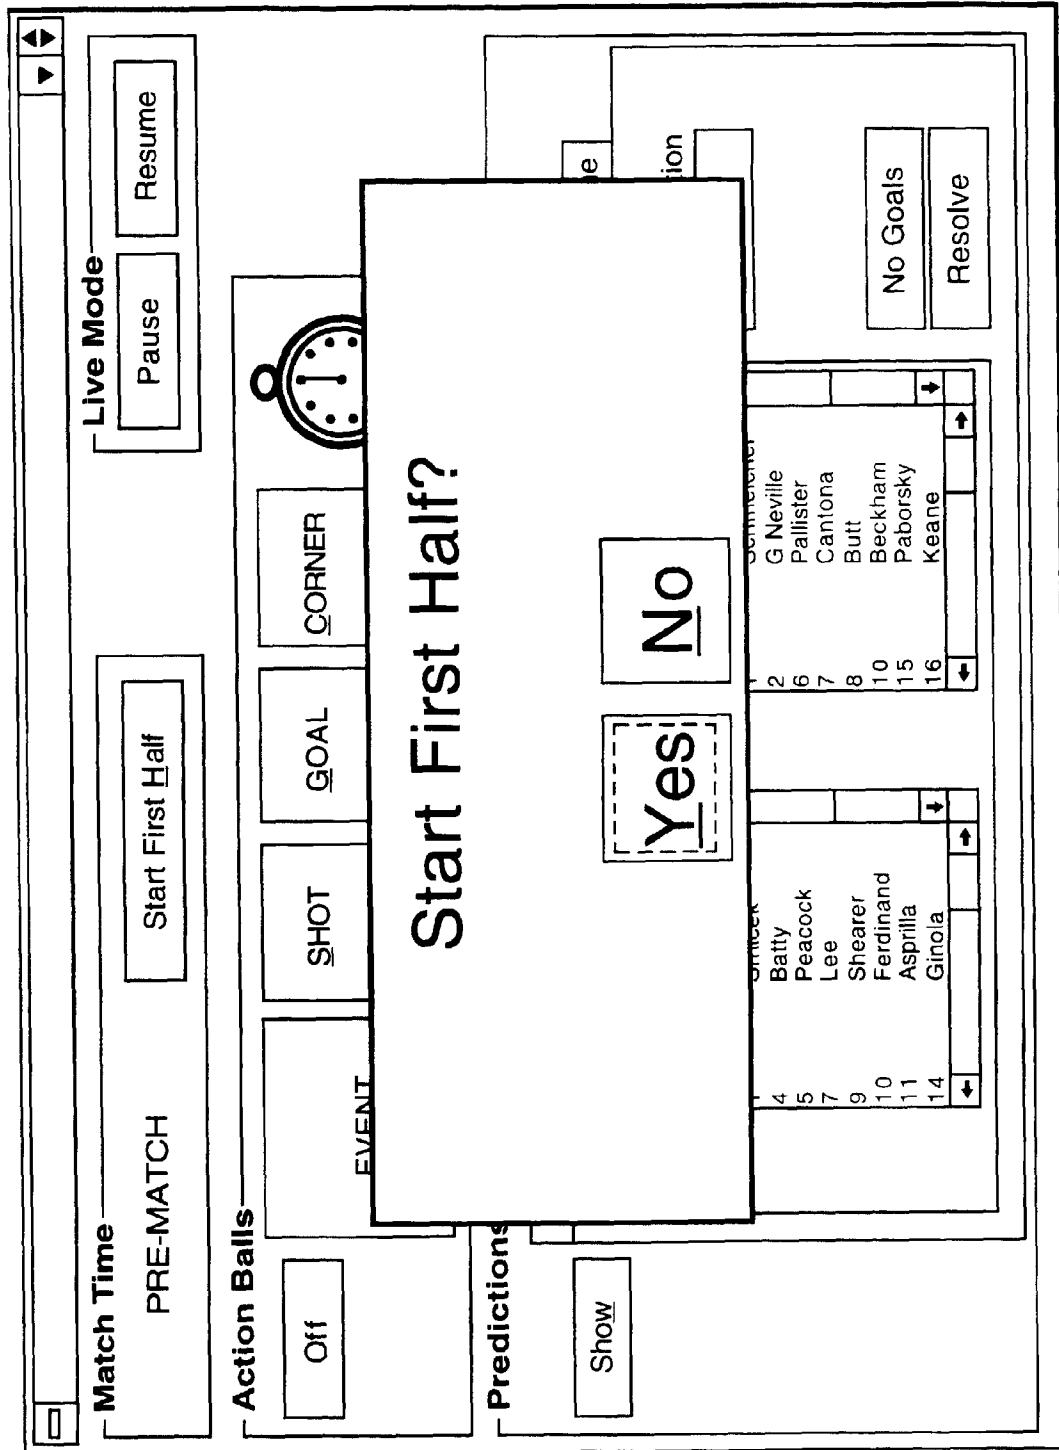 Match Time
PRE-MATCH
Start First Half
Live Mode
Pause
Resume
Action Balls
Off
EVENT
SHOT
GOAL
CORNER
Start First Half?
Yes
No
Predictions
Show
4 Batty
5 Peacock
7 Lee
9 Shearer
10 Ferdinand
11 Asprilla
14 Ginola
2 G Neville
6 Pallister
7 Cantona
8 Butt
10 Beckham
15 Paborsky
16 Keane
No Goals
Resolve